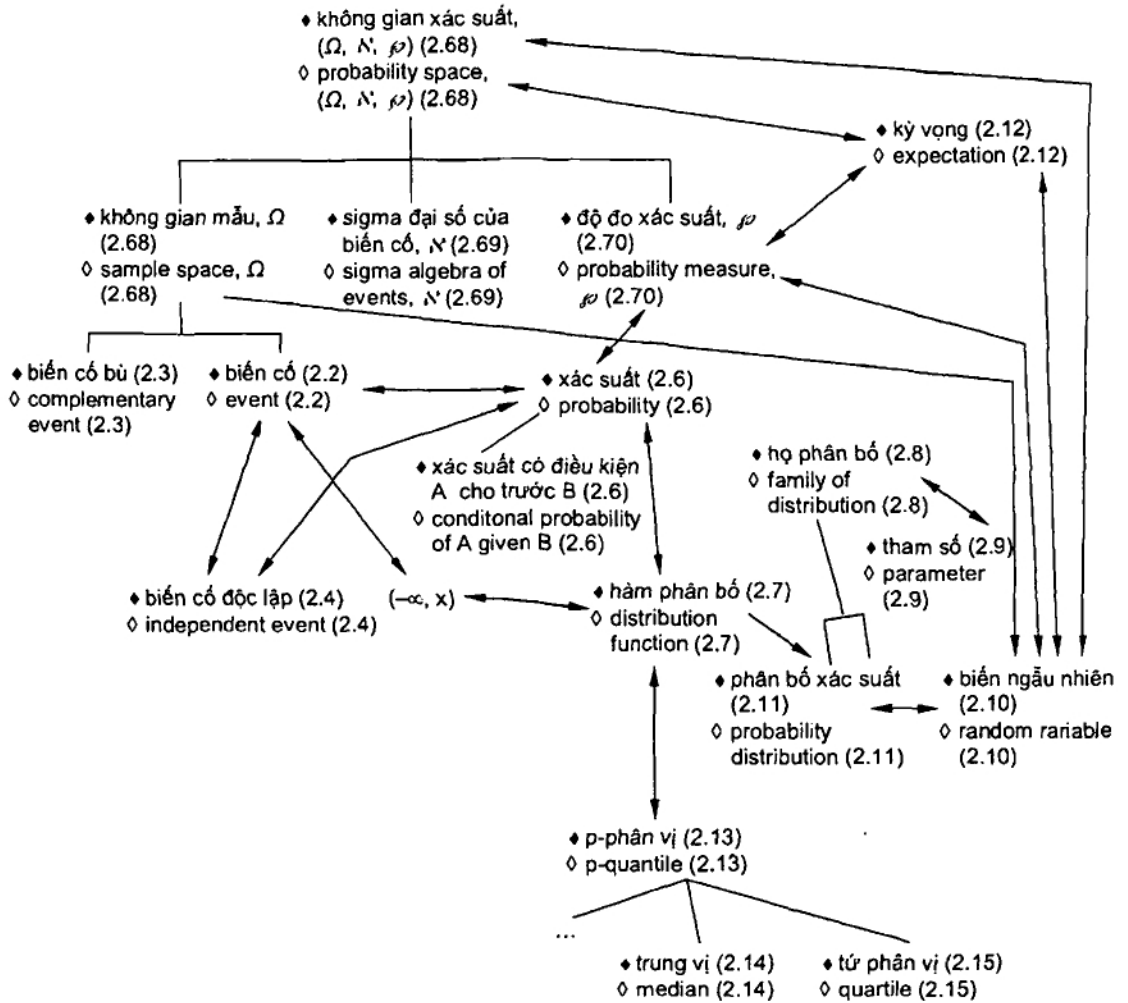 ♦ không gian xác suất,
(Ω, ℵ, ℘) (2.68)
◊ probability space,
(Ω, ℵ, ℘) (2.68)
♦ kỳ vọng (2.12)
◊ expectation (2.12)
♦ không gian mẫu, Ω
(2.68)
◊ sample space, Ω
(2.68)
♦ sigma đại số của
biến cố, ℵ (2.69)
◊ sigma algebra of
events, ℵ (2.69)
♦ độ đo xác suất, ℘
(2.70)
◊ probability measure,
℘ (2.70)
♦ biến cố bù (2.3)
◊ complementary
event (2.3)
♦ biến cố (2.2)
◊ event (2.2)
♦ xác suất (2.6)
◊ probability (2.6)
♦ xác suất có điều kiện
A cho trước B (2.6)
◊ conditonal probability
of A given B (2.6)
♦ họ phân bố (2.8)
◊ family of
distribution (2.8)
♦ tham số (2.9)
◊ parameter
(2.9)
♦ biến cố độc lập (2.4)
◊ independent event (2.4)
(–∞, x)
♦ hàm phân bố (2.7)
◊ distribution
function (2.7)
♦ phân bố xác suất
(2.11)
◊ probability
distribution (2.11)
♦ biến ngẫu nhiên
(2.10)
◊ random rariable
(2.10)
♦ p-phân vị (2.13)
◊ p-quantile (2.13)
...
♦ trung vị (2.14)
◊ median (2.14)
♦ tứ phân vị (2.15)
◊ quartile (2.15)